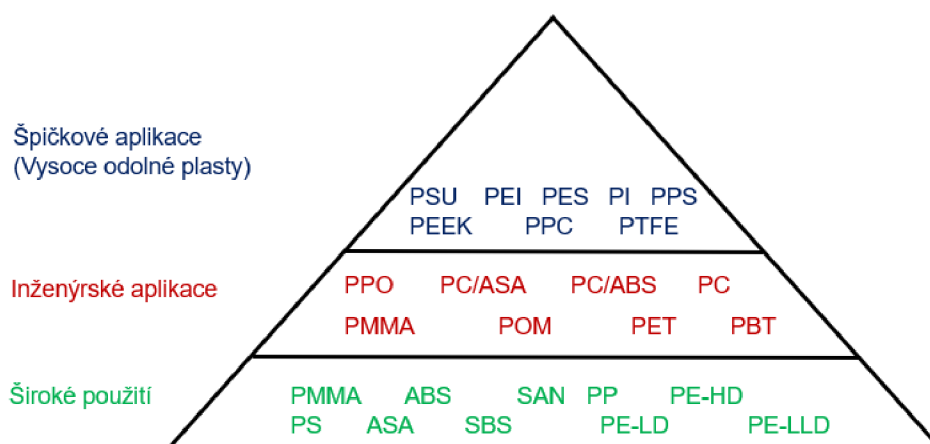 Špičkové aplikace
(Vysoce odolné plasty)
PSU PEI PES PI PPS
PEEK PPC PTFE
Inženýrské aplikace
PPO PC/ASA PC/ABS PC
PMMA POM PET PBT
Široké použití
PMMA ABS SAN PP PE-HD
PS ASA SBS PE-LD PE-LLD